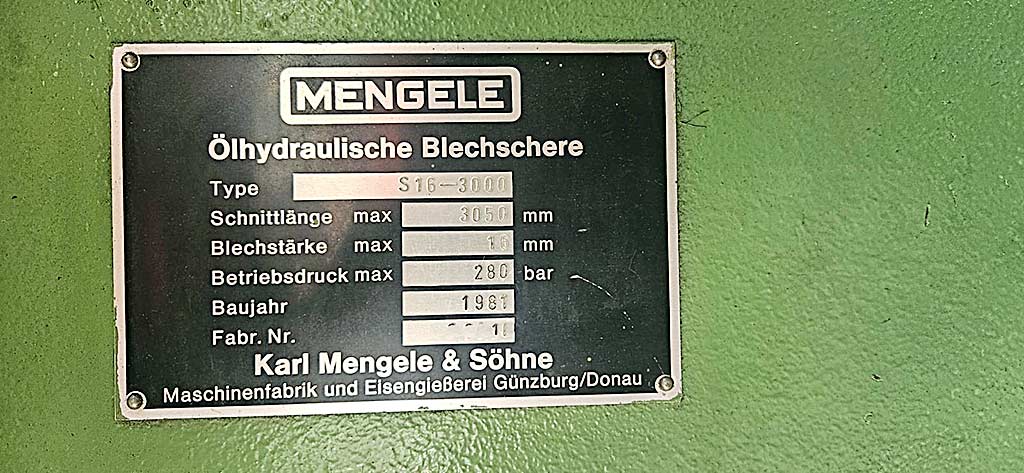 MENGELE
Ölhydraulische Blechschere
Type S16-3000
Schnittlänge max 3050 mm
Blechstärke max 16 mm
Betriebsdruck max 280 bar
Baujahr 1981
Fabr. Nr.
Karl Mengele & Söhne
Maschinenfabrik und Eisengießerei Günzburg/Donau